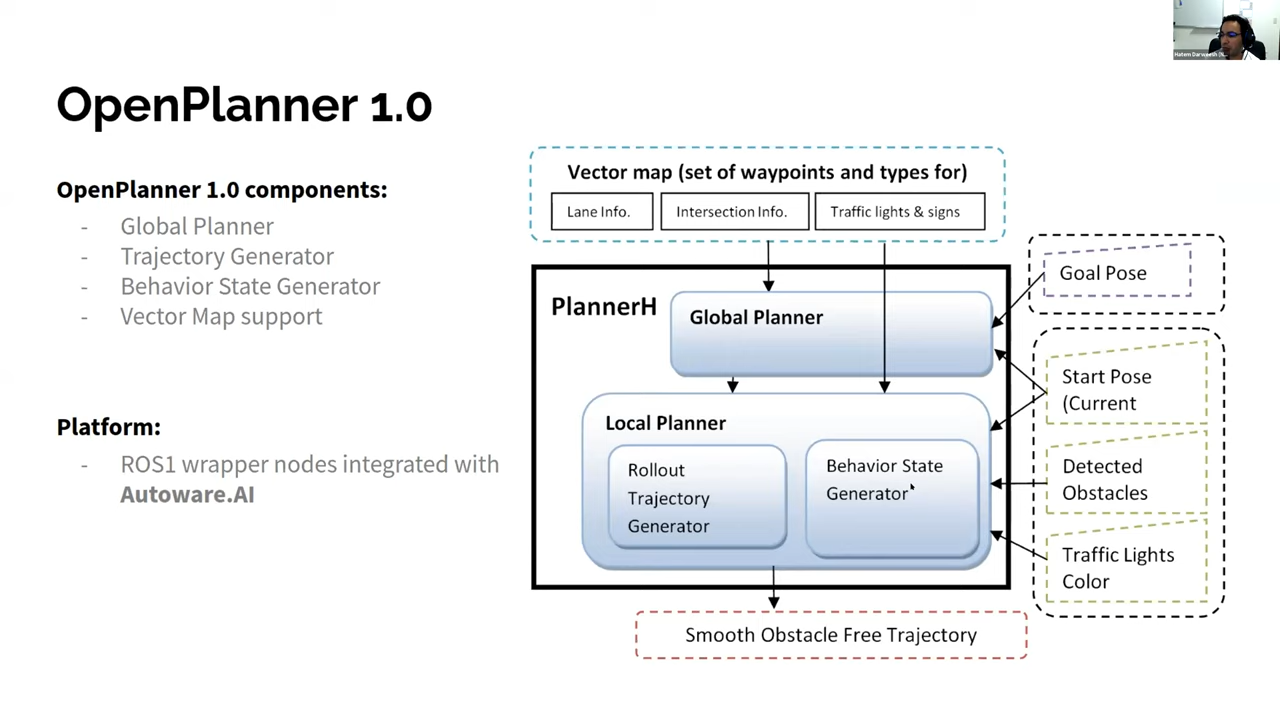 OpenPlanner 1.0
OpenPlanner 1.0 components:
- Global Planner
- Trajectory Generator
- Behavior State Generator
- Vector Map support
Platform:
- ROS1 wrapper nodes integrated with
Autoware.AI
Vector map (set of waypoints and types for)
Lane Info.
Intersection Info.
Traffic lights & signs
PlannerH
Global Planner
Local Planner
Rollout
Trajectory
Generator
Behavior State
Generator
Goal Pose
Start Pose
(Current
Detected
Obstacles
Traffic Lights
Color
Smooth Obstacle Free Trajectory
Hatem Darweesh